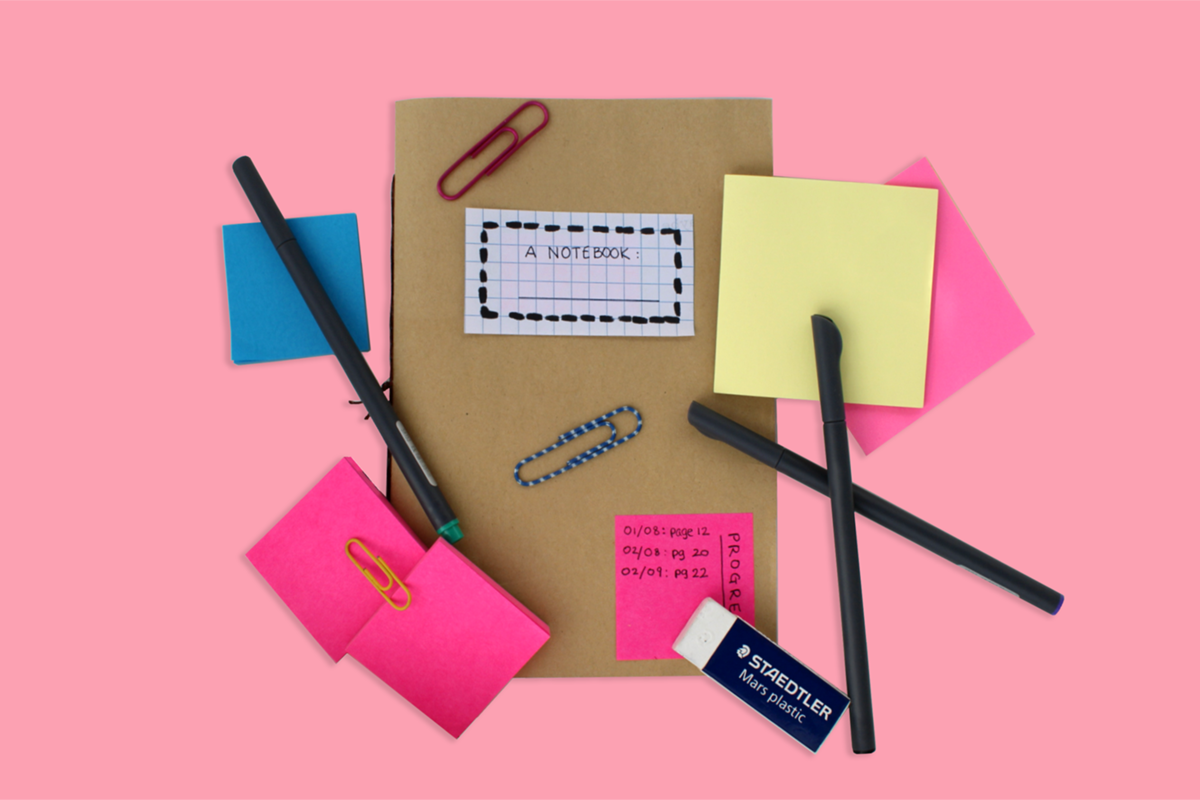 A NOTEBOOK:
01/08: page 12
02/08: pg 20
02/09: pg 22
PROGRE
STAEDTLER
Mars plastic